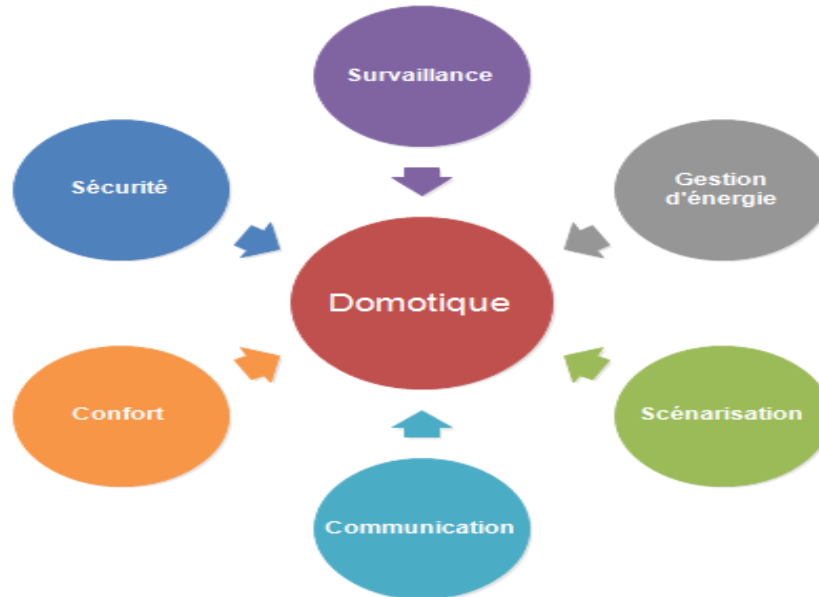 Survaillance
Sécurité
Gestion
d'énergie
Domotique
Confort
Scénarisation
Communication